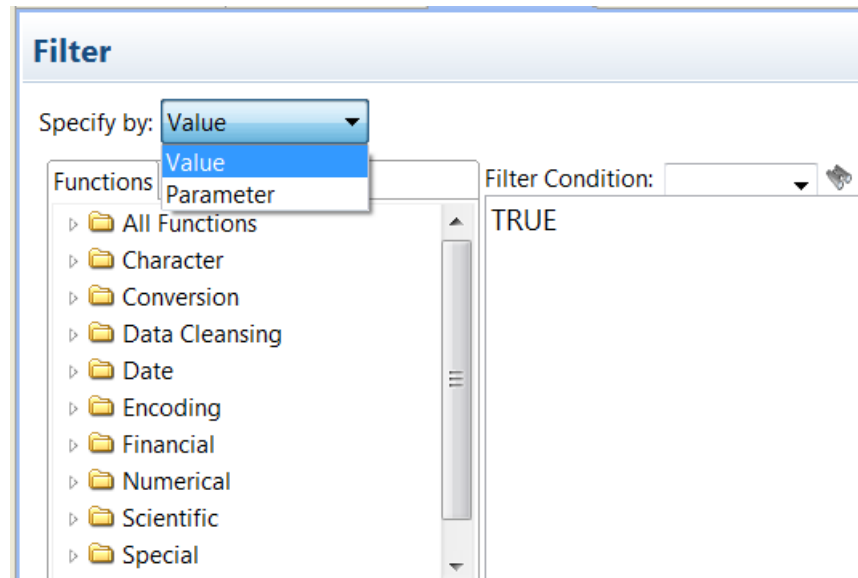 Filter
Specify by: Value
Value
Parameter
Functions
Filter Condition:
All Functions
Character
Conversion
Data Cleansing
Date
Encoding
Financial
Numerical
Scientific
Special
TRUE